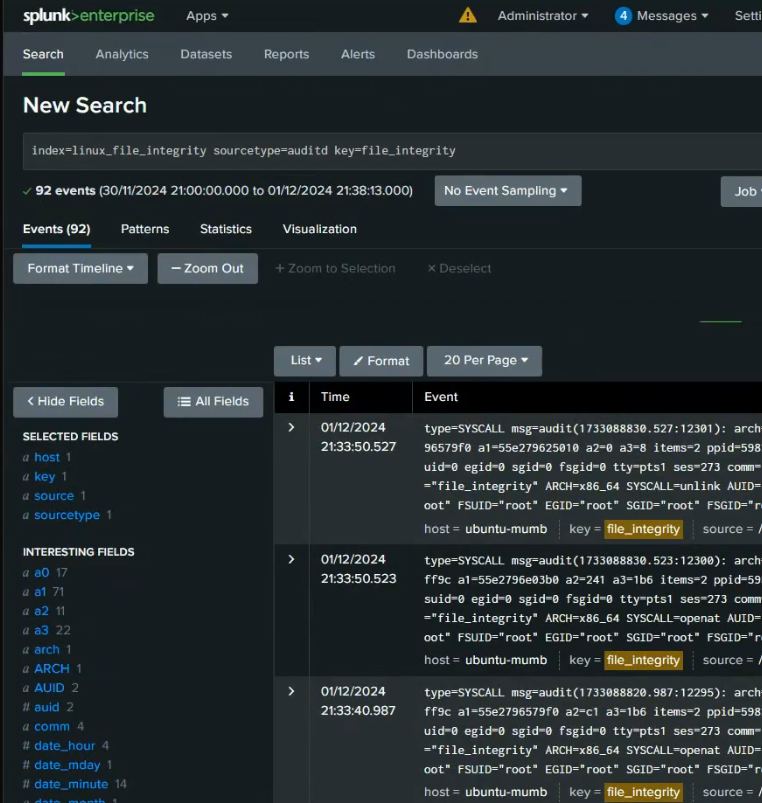 splunk>enterprise Apps Administrator 4 Messages
Search Analytics Datasets Reports Alerts Dashboards
New Search
index=linux_file_integrity sourcetype=auditd key=file_integrity
92 events (30/11/2024 21:00:00.000 to 01/12/2024 21:38:13.000) No Event Sampling Job
Events (92) Patterns Statistics Visualization
Format Timeline − Zoom Out + Zoom to Selection × Deselect
List Format 20 Per Page
< Hide Fields All Fields
i Time Event
SELECTED FIELDS
a host 1
a key 1
a source 1
a sourcetype 1
INTERESTING FIELDS
a a0 17
a a1 71
a a2 11
a a3 22
a arch 1
a ARCH 1
a AUID 2
# auid 2
a comm 4
# date_hour 4
# date_mday 1
# date_minute 14
a date_month 1
01/12/2024
21:33:50.527
type=SYSCALL msg=audit(1733088830.527:12301): arch
96579f0 a1=55e279625010 a2=0 a3=8 items=2 ppid=598
uid=0 egid=0 sgid=0 fsgid=0 tty=pts1 ses=273 comm=
="file_integrity" ARCH=x86_64 SYSCALL=unlink AUID=
oot" FSUID="root" EGID="root" SGID="root" FSGID="r
host = ubuntu-mumb key = file_integrity source = /
01/12/2024
21:33:50.523
type=SYSCALL msg=audit(1733088830.523:12300): arch
ff9c a1=55e2796e03b0 a2=241 a3=1b6 items=2 ppid=59
suid=0 egid=0 sgid=0 fsgid=0 tty=pts1 ses=273 comm
="file_integrity" ARCH=x86_64 SYSCALL=openat AUID=
oot" FSUID="root" EGID="root" SGID="root" FSGID="r
host = ubuntu-mumb key = file_integrity source = /
01/12/2024
21:33:40.987
type=SYSCALL msg=audit(1733088820.987:12295): arch
ff9c a1=55e2796579f0 a2=c1 a3=1b6 items=2 ppid=598
uid=0 egid=0 sgid=0 fsgid=0 tty=pts1 ses=273 comm=
="file_integrity" ARCH=x86_64 SYSCALL=openat AUID=
oot" FSUID="root" EGID="root" SGID="root" FSGID="r
host = ubuntu-mumb key = file_integrity source = /